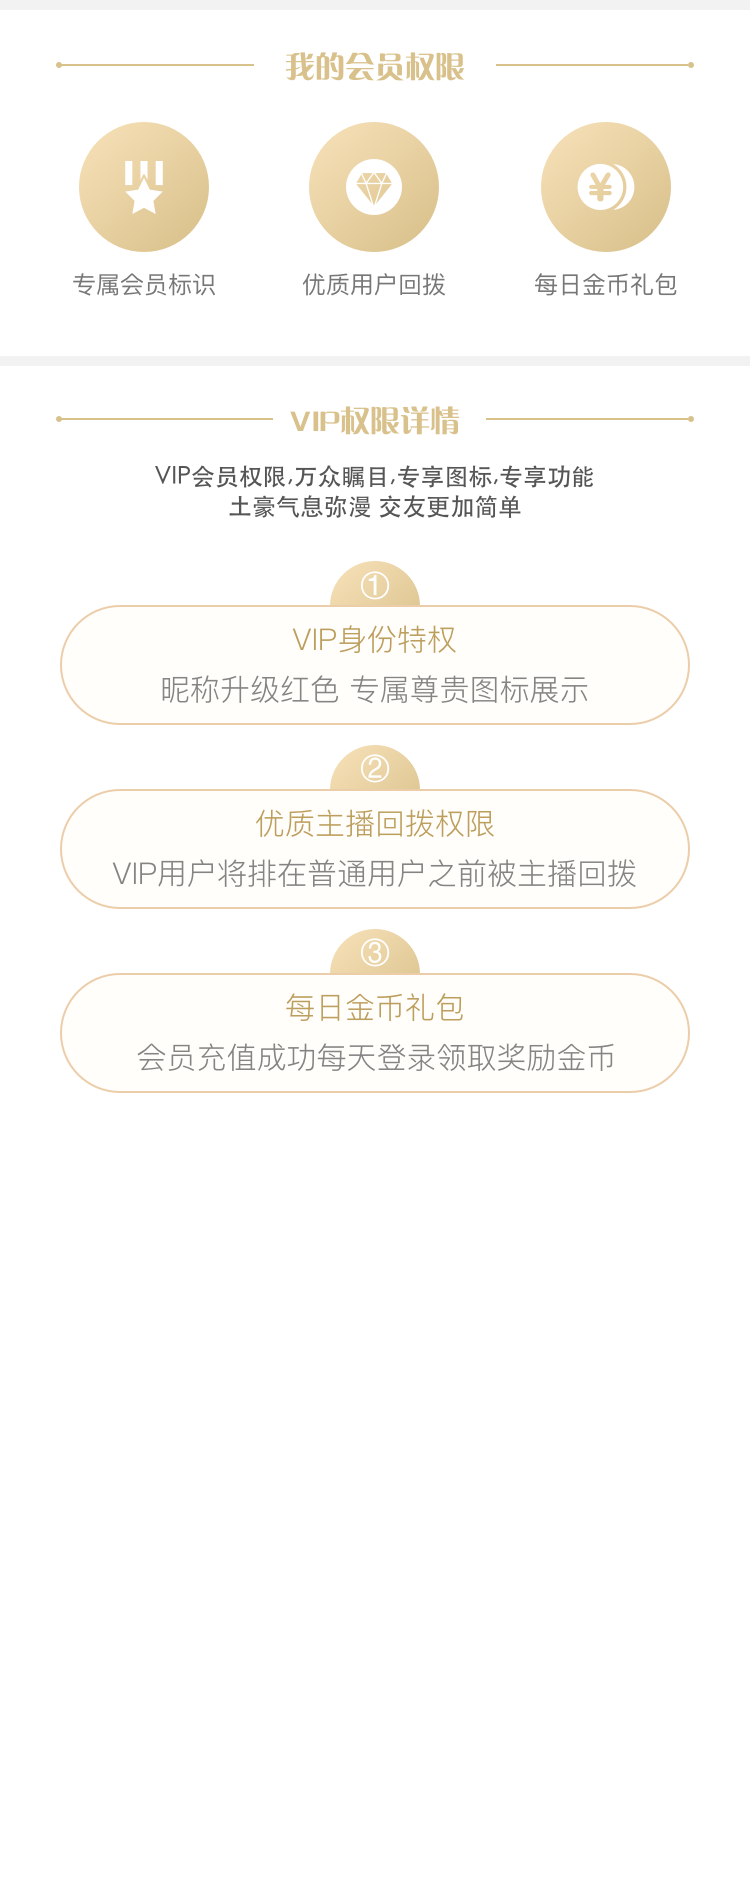 我的会员权限
专属会员标识
优质用户回拨
每日金币礼包
VIP权限详情
VIP会员权限,万众瞩目,专享图标,专享功能
土豪气息弥漫 交友更加简单
①
VIP身份特权
昵称升级红色 专属尊贵图标展示
②
优质主播回拨权限
VIP用户将排在普通用户之前被主播回拨
③
每日金币礼包
会员充值成功每天登录领取奖励金币